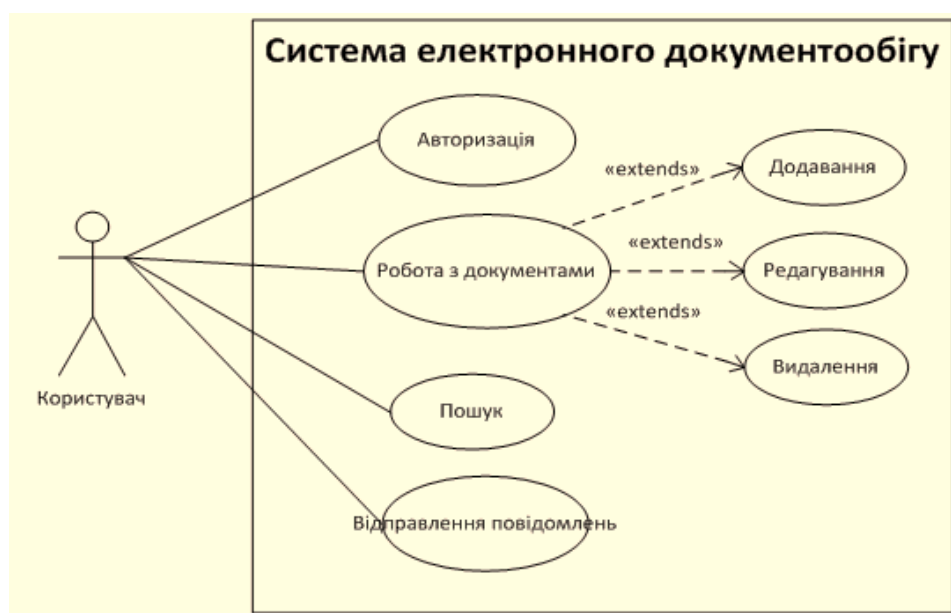 Система електронного документообігу
Авторизація
«extends»
Додавання
«extends»
Робота з документами
Редагування
«extends»
Видалення
Користувач
Пошук
Відправлення повідомлень